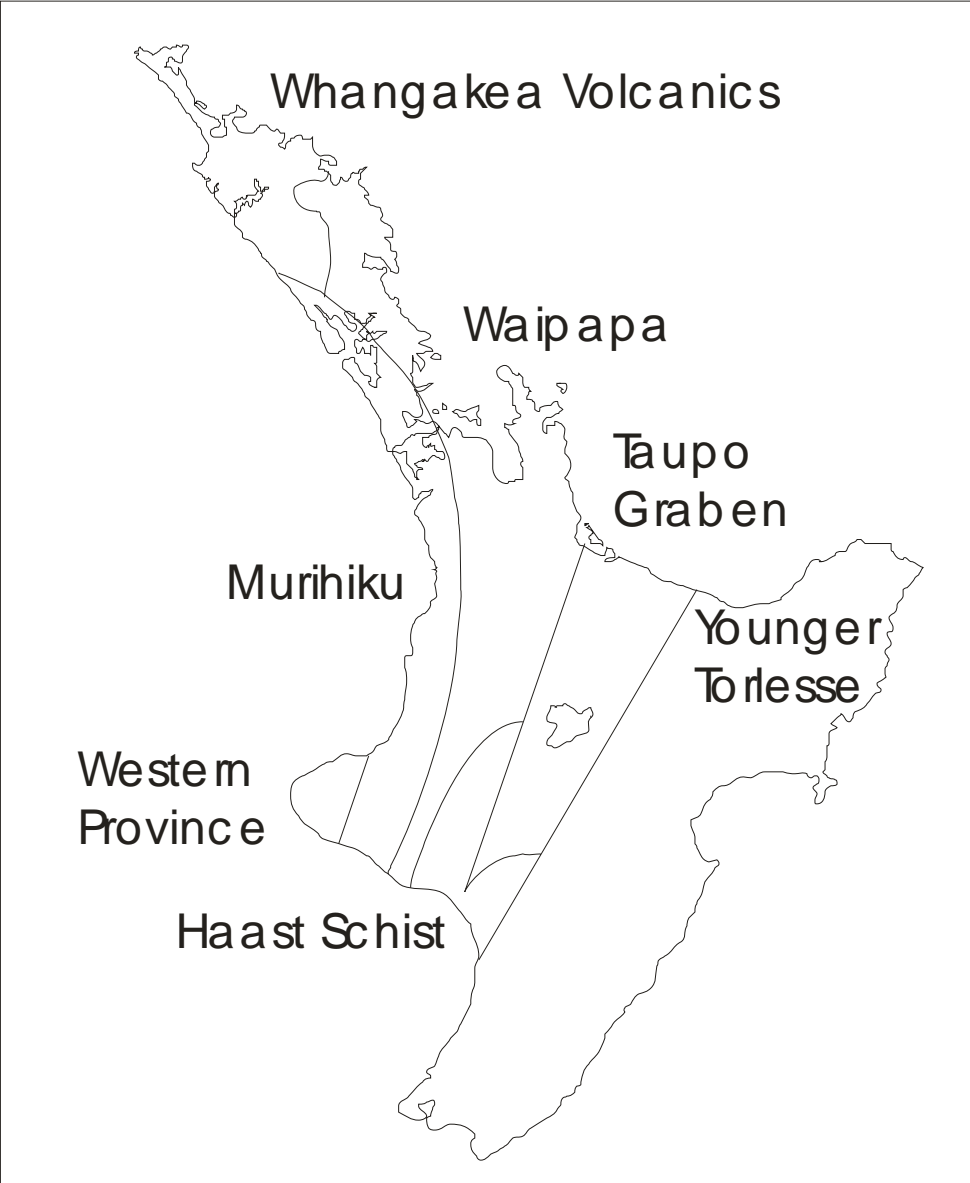 Whangakea Volcanics
Waipapa
Taupo
Graben
Murihiku
Younger
Torlesse
Western
Province
Haast Schist